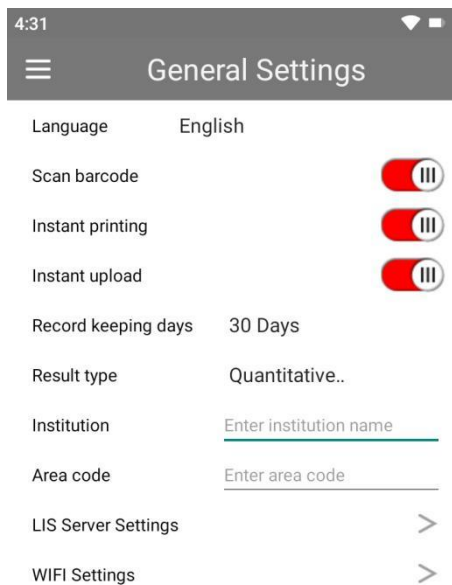 4:31
General Settings
Language English
Scan barcode
Instant printing
Instant upload
Record keeping days 30 Days
Result type Quantitative..
Institution Enter institution name
Area code Enter area code
LIS Server Settings >
WIFI Settings >